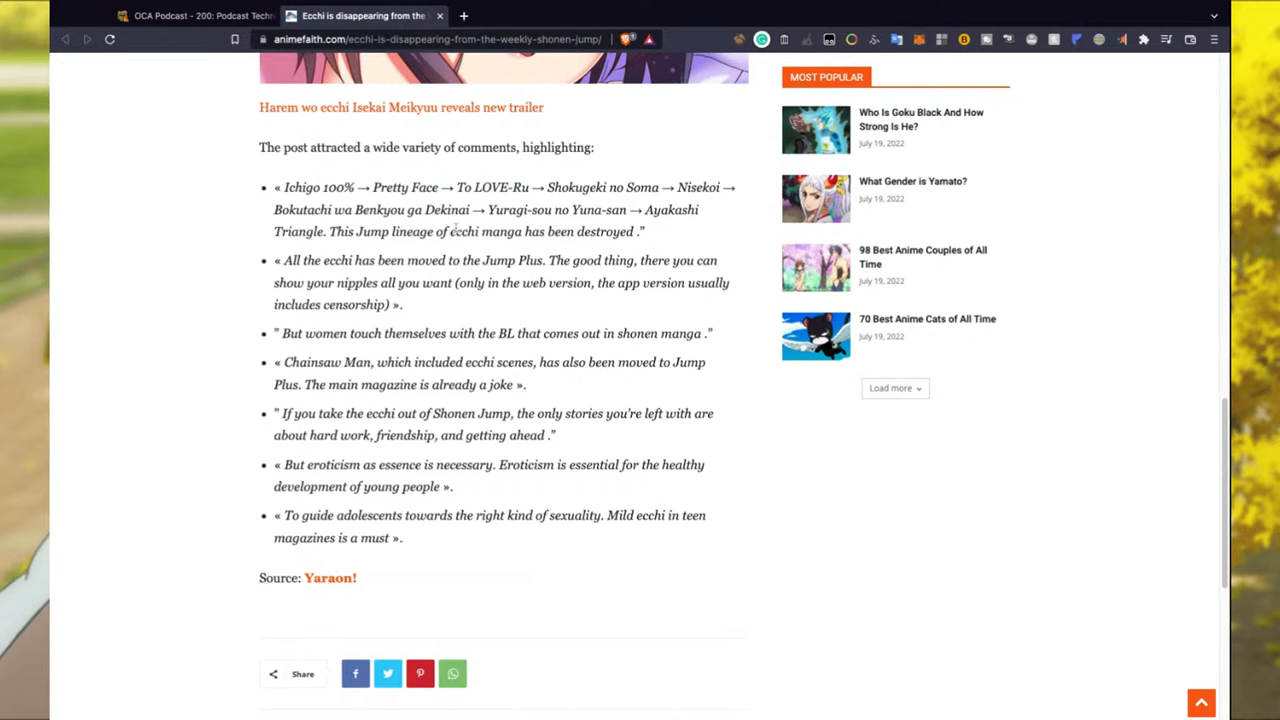 OCA Podcast - 200: Podcast Techn
Ecchi is disappearing from the
animefaith.com/ecchi-is-disappearing-from-the-weekly-shonen-jump/
Harem wo ecchi Isekai Meikyuu reveals new trailer
The post attracted a wide variety of comments, highlighting:
• « Ichigo 100% → Pretty Face → To LOVE-Ru → Shokugeki no Soma → Nisekoi →
Bokutachi wa Benkyou ga Dekinai → Yuragi-sou no Yuna-san → Ayakashi
Triangle. This Jump lineage of ecchi manga has been destroyed .”
• « All the ecchi has been moved to the Jump Plus. The good thing, there you can
show your nipples all you want (only in the web version, the app version usually
includes censorship) ».
• ” But women touch themselves with the BL that comes out in shonen manga .”
• « Chainsaw Man, which included ecchi scenes, has also been moved to Jump
Plus. The main magazine is already a joke ».
• ” If you take the ecchi out of Shonen Jump, the only stories you’re left with are
about hard work, friendship, and getting ahead .”
• « But eroticism as essence is necessary. Eroticism is essential for the healthy
development of young people ».
• « To guide adolescents towards the right kind of sexuality. Mild ecchi in teen
magazines is a must ».
Source: Yaraon!
Share
MOST POPULAR
Who Is Goku Black And How
Strong Is He?
July 19, 2022
What Gender is Yamato?
July 19, 2022
98 Best Anime Couples of All
Time
July 19, 2022
70 Best Anime Cats of All Time
July 19, 2022
Load more